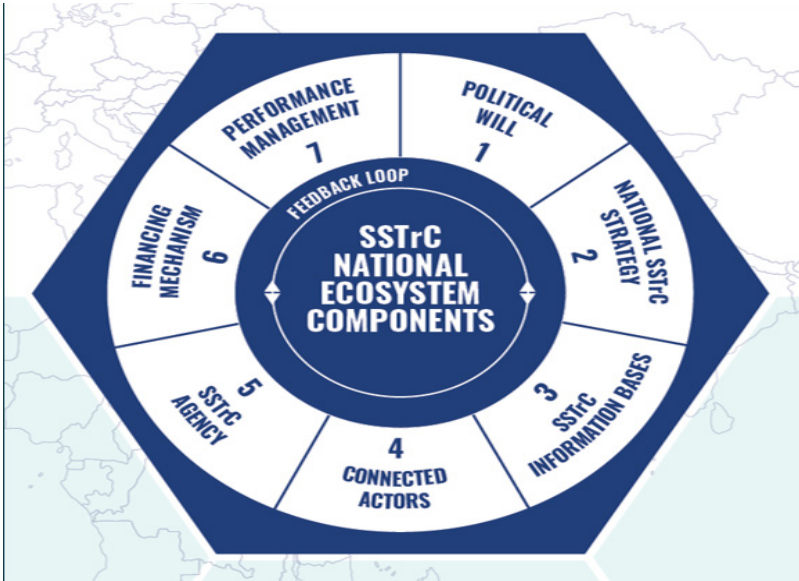 POLITICAL
WILL
1
NATIONAL SSTrC
STRATEGY
2
3
SSTrC
INFORMATION BASES
4
CONNECTED
ACTORS
5
SSTrC
AGENCY
FINANCING
MECHANISM
6
PERFORMANCE
MANAGEMENT
7
FEEDBACK LOOP
SSTrC
NATIONAL
ECOSYSTEM
COMPONENTS